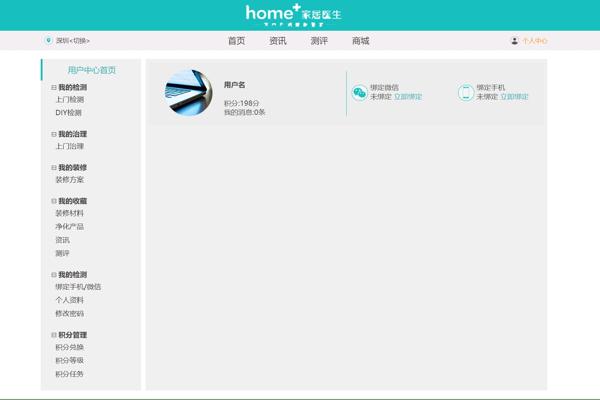 home+家居医生
深圳<切换>
首页 资讯 测评 商城
个人中心
用户中心首页
我的检测
上门检测
DIY检测
我的治理
上门治理
我的装修
装修方案
我的收藏
装修材料
净化产品
资讯
测评
我的检测
绑定手机/微信
个人资料
修改密码
积分管理
积分兑换
积分等级
积分任务
用户名
积分:198分
我的消息:0条
绑定微信
未绑定 立即绑定
绑定手机
未绑定 立即绑定